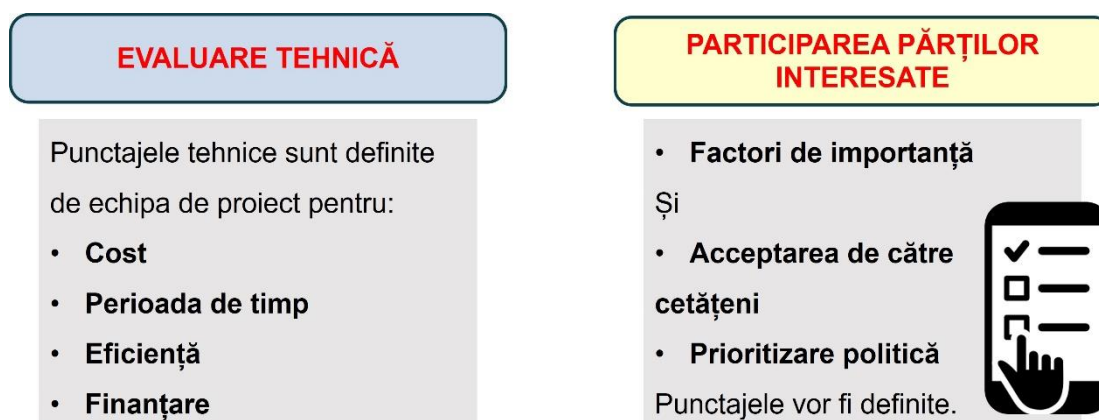 EVALUARE TEHNICĂ
Punctajele tehnice sunt definite
de echipa de proiect pentru:
• Cost
• Perioada de timp
• Eficiență
• Finanțare
PARTICIPAREA PĂRȚILOR
INTERESATE
• Factori de importanță
Și
• Acceptarea de către
cetățeni
• Prioritizare politică
Punctajele vor fi definite.